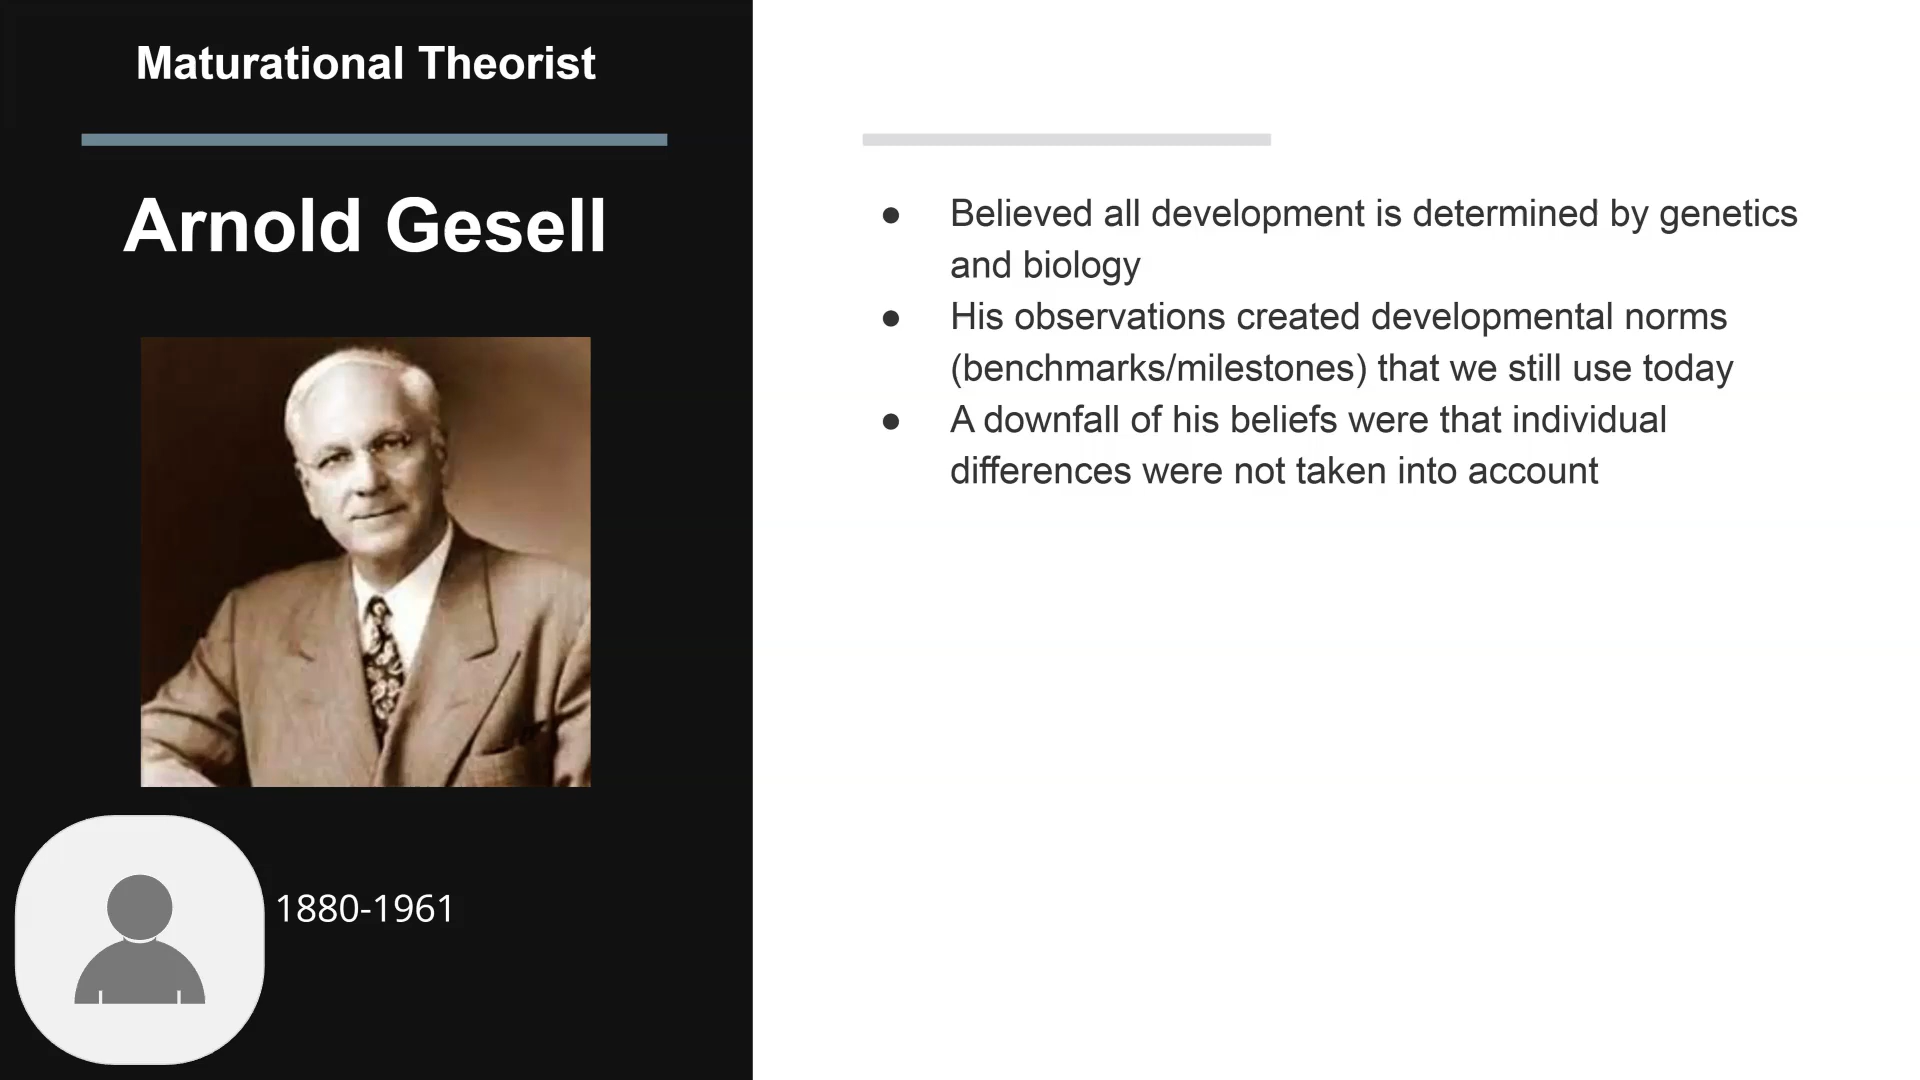 Maturational Theorist
Arnold Gesell
1880-1961
● Believed all development is determined by genetics
and biology
● His observations created developmental norms
(benchmarks/milestones) that we still use today
● A downfall of his beliefs were that individual
differences were not taken into account